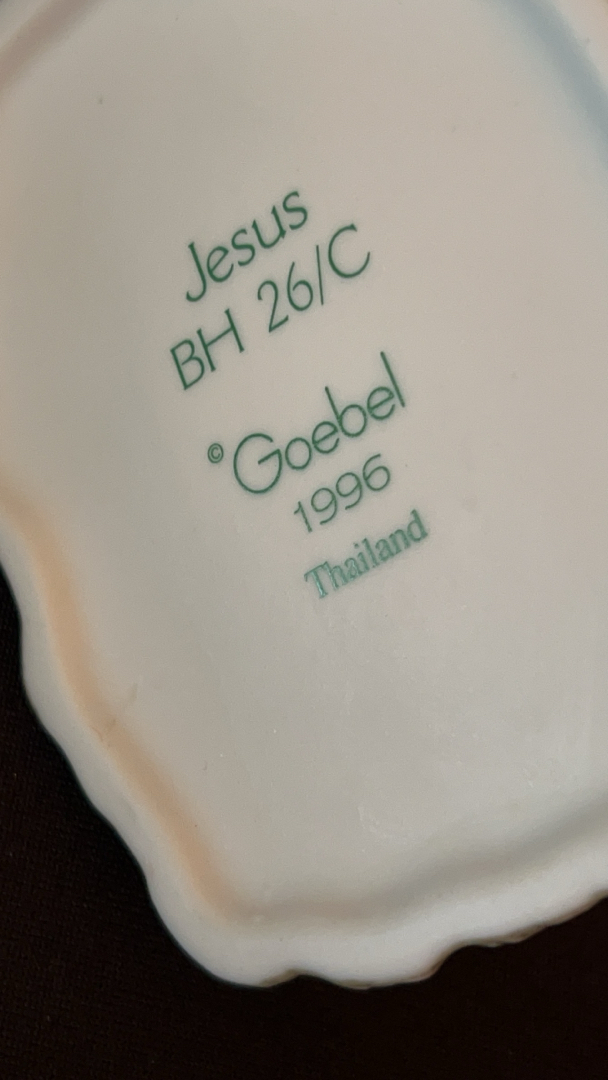 Jesus
BH 26/C
©Goebel
1996
Thailand